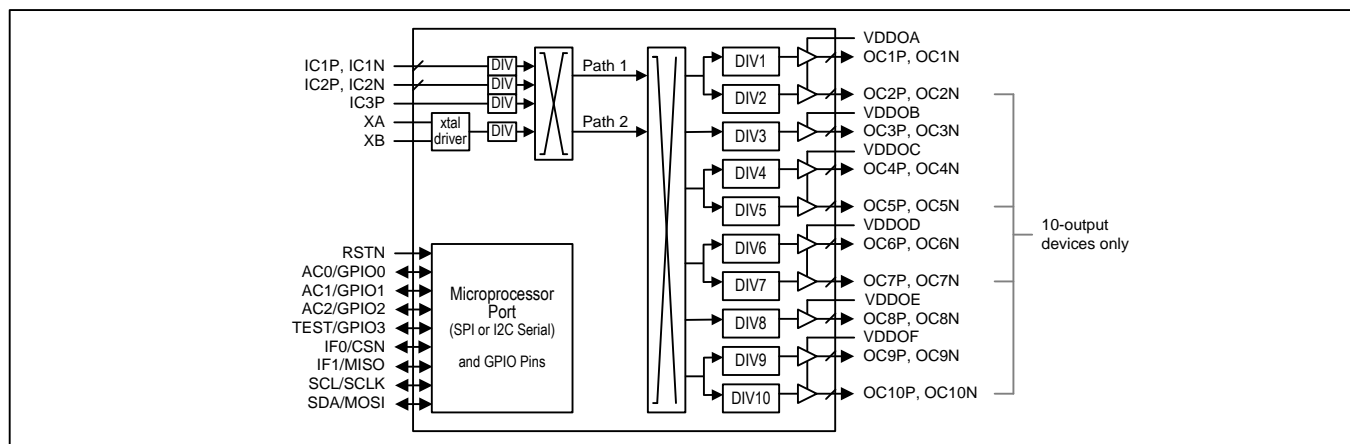 IC1P, IC1N
IC2P, IC2N
IC3P
XA
XB
xtal
driver
DIV
DIV
DIV
DIV
Path 1
Path 2
DIV1
DIV2
DIV3
DIV4
DIV5
DIV6
DIV7
DIV8
DIV9
DIV10
VDDOA
OC1P, OC1N
OC2P, OC2N
VDDOB
OC3P, OC3N
VDDOC
OC4P, OC4N
OC5P, OC5N
VDDOD
OC6P, OC6N
OC7P, OC7N
VDDOE
OC8P, OC8N
VDDOF
OC9P, OC9N
OC10P, OC10N
10-output
devices only
RSTN
AC0/GPIO0
AC1/GPIO1
AC2/GPIO2
TEST/GPIO3
IF0/CSN
IF1/MISO
SCL/SCLK
SDA/MOSI
Microprocessor
Port
(SPI or I2C Serial)
and GPIO Pins